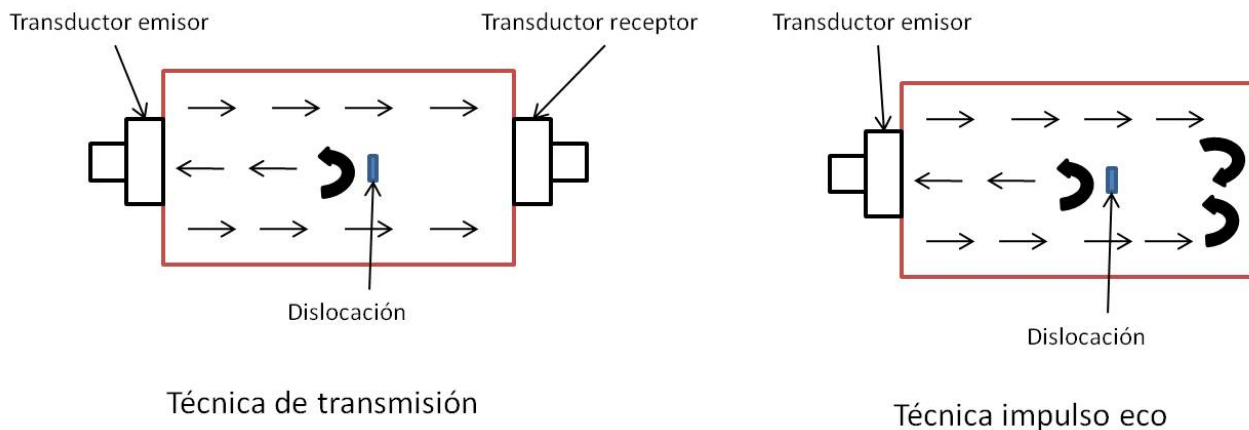 Transductor emisor
Transductor receptor
Dislocación
Técnica de transmisión
Transductor emisor
Dislocación
Técnica impulso eco